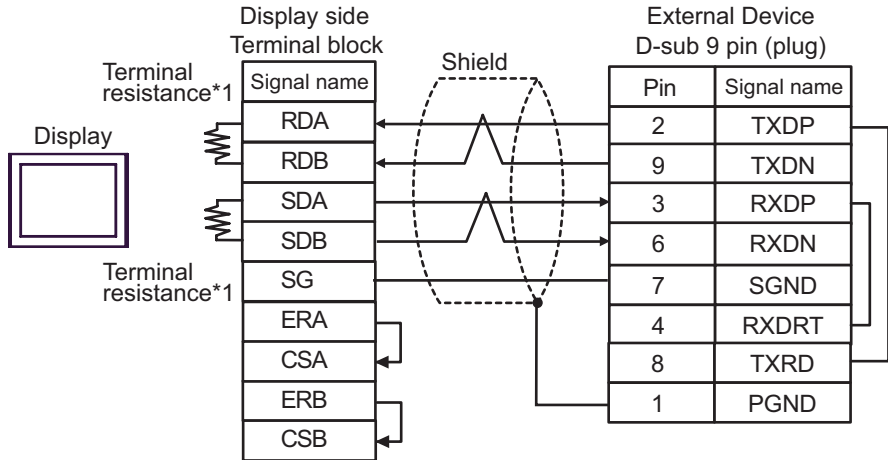 Display side
Terminal block
External Device
D-sub 9 pin (plug)
Shield
Terminal
resistance*1
Display
Terminal
resistance*1
Signal name
RDA
RDB
SDA
SDB
SG
ERA
CSA
ERB
CSB
Pin Signal name
2 TXDP
9 TXDN
3 RXDP
6 RXDN
7 SGND
4 RXDRT
8 TXRD
1 PGND